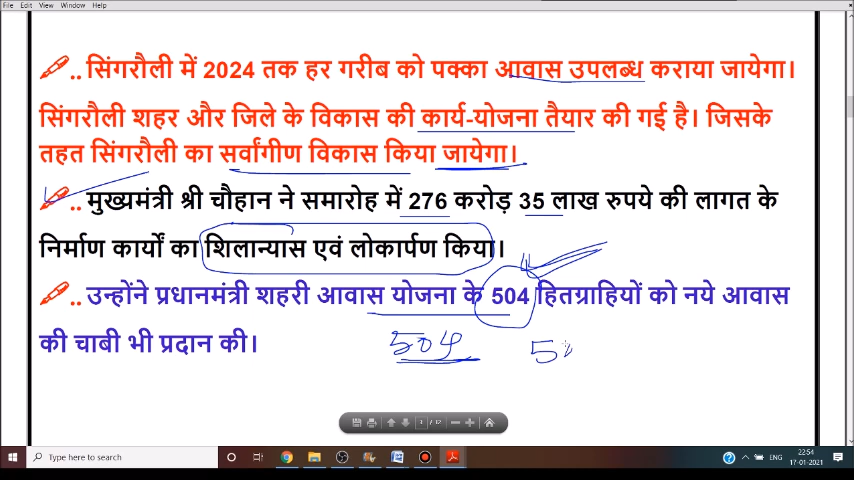 File Edit View Window Help
.. सिंगरौली में 2024 तक हर गरीब को पक्का आवास उपलब्ध कराया जायेगा।
सिंगरौली शहर और जिले के विकास की कार्य-योजना तैयार की गई है। जिसके
तहत सिंगरौली का सर्वांगीण विकास किया जायेगा।
.. मुख्यमंत्री श्री चौहान ने समारोह में 276 करोड़ 35 लाख रुपये की लागत के
निर्माण कार्यों का शिलान्यास एवं लोकार्पण किया।
.. उन्होंने प्रधानमंत्री शहरी आवास योजना के 504 हितग्राहियों को नये आवास
की चाबी भी प्रदान की।
504
1 / 12
Type here to search
ENG
22:54
17-01-2021